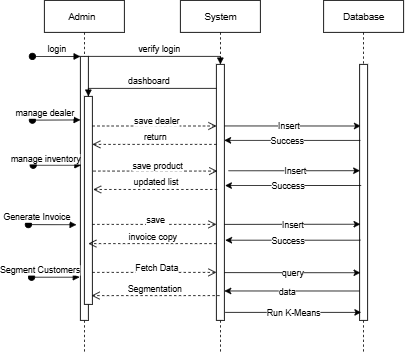 Admin
System
Database
login
verify login
dashboard
manage dealer
save dealer
Insert
return
Success
manage inventory
save product
Insert
updated list
Success
Generate Invoice
save
Insert
invoice copy
Success
Segment Customers
Fetch Data
query
Segmentation
data
Run K-Means